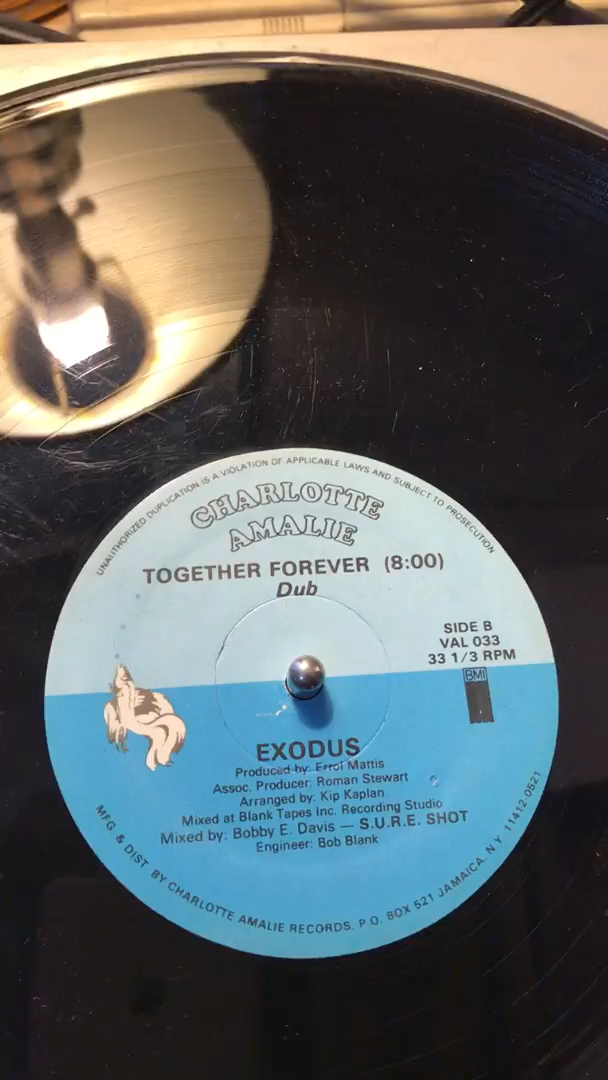 UNAUTHORIZED DUPLICATION IS A VIOLATION OF APPLICABLE LAWS AND SUBJECT TO PROSECUTION
CHARLOTTE
AMALIE
TOGETHER FOREVER (8:00)
Dub
SIDE B
VAL 033
33 1/3 RPM
BMI
EXODUS
Produced by: Errol Mattis
Assoc. Producer: Roman Stewart
Arranged by: Kip Kaplan
Mixed at Blank Tapes Inc. Recording Studio
Mixed by: Bobby E. Davis — S.U.R.E. SHOT
Engineer: Bob Blank
MFG. & DIST. BY CHARLOTTE AMALIE RECORDS, P.O. BOX 521 JAMAICA, N.Y. 11412-0521